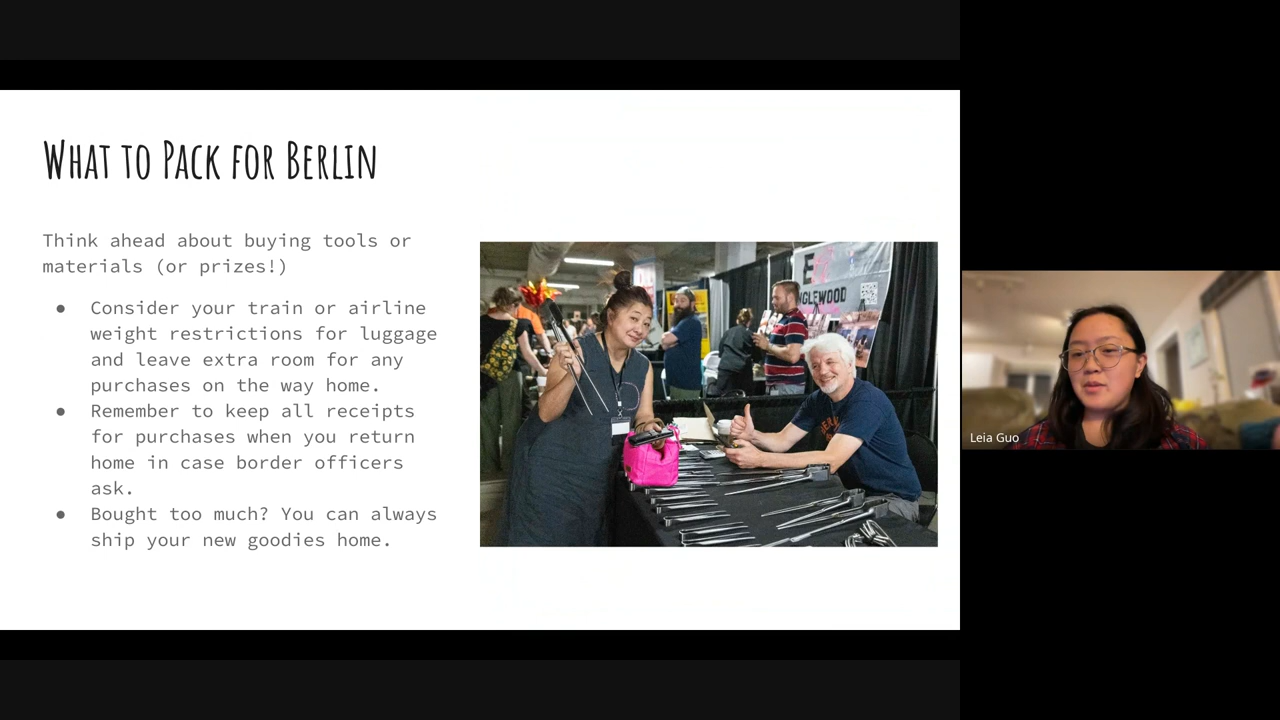 What to Pack for Berlin
Think ahead about buying tools or
materials (or prizes!)
● Consider your train or airline
weight restrictions for luggage
and leave extra room for any
purchases on the way home.
● Remember to keep all receipts
for purchases when you return
home in case border officers
ask.
● Bought too much? You can always
ship your new goodies home.
NGLEWOOD
Leia Guo